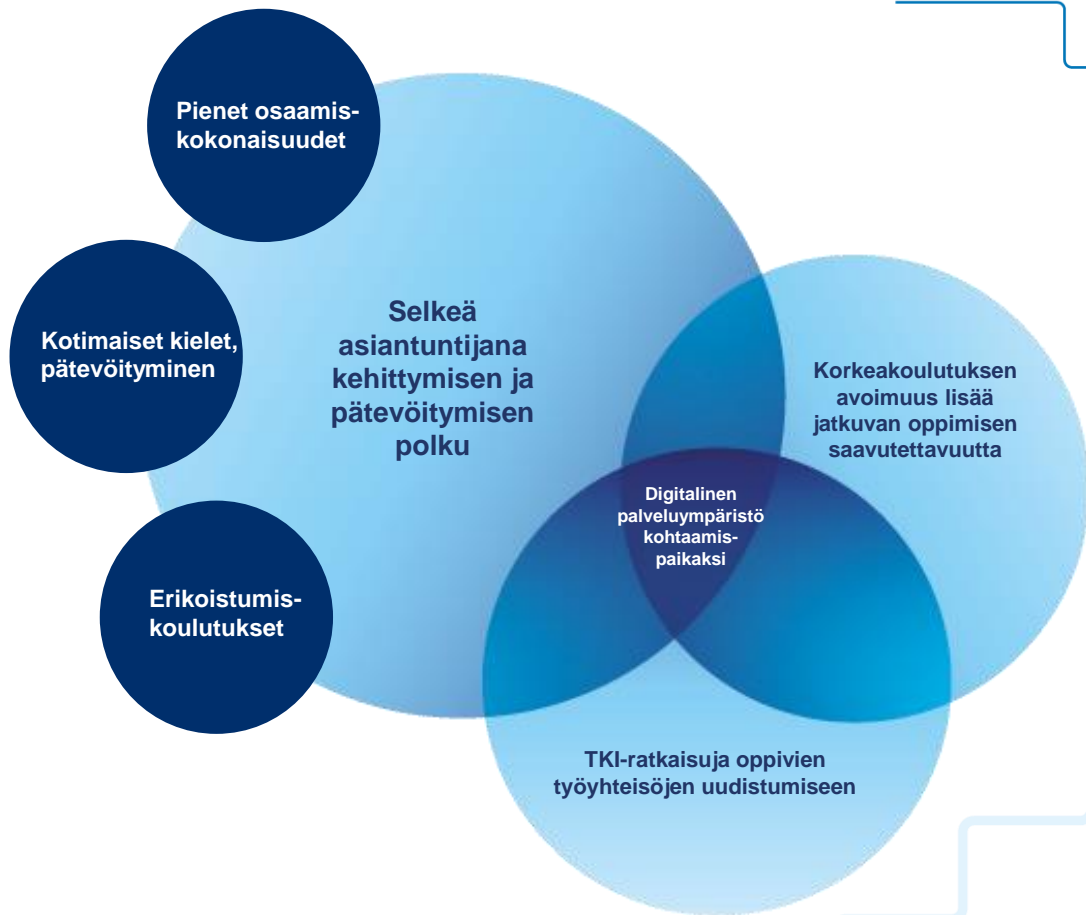 Pienet osaamis-
kokonaisuudet
Kotimaiset kielet,
pätevöityminen
Erikoistumis-
koulutukset
Selkeä
asiantuntijana
kehittymisen ja
pätevöitymisen
polku
Korkeakoulutuksen
avoimuus lisää
jatkuvan oppimisen
saavutettavuutta
Digitalinen
palveluympäristö
kohtaamis-
paikaksi
TKI-ratkaisuja oppivien
työyhteisöjen uudistumiseen